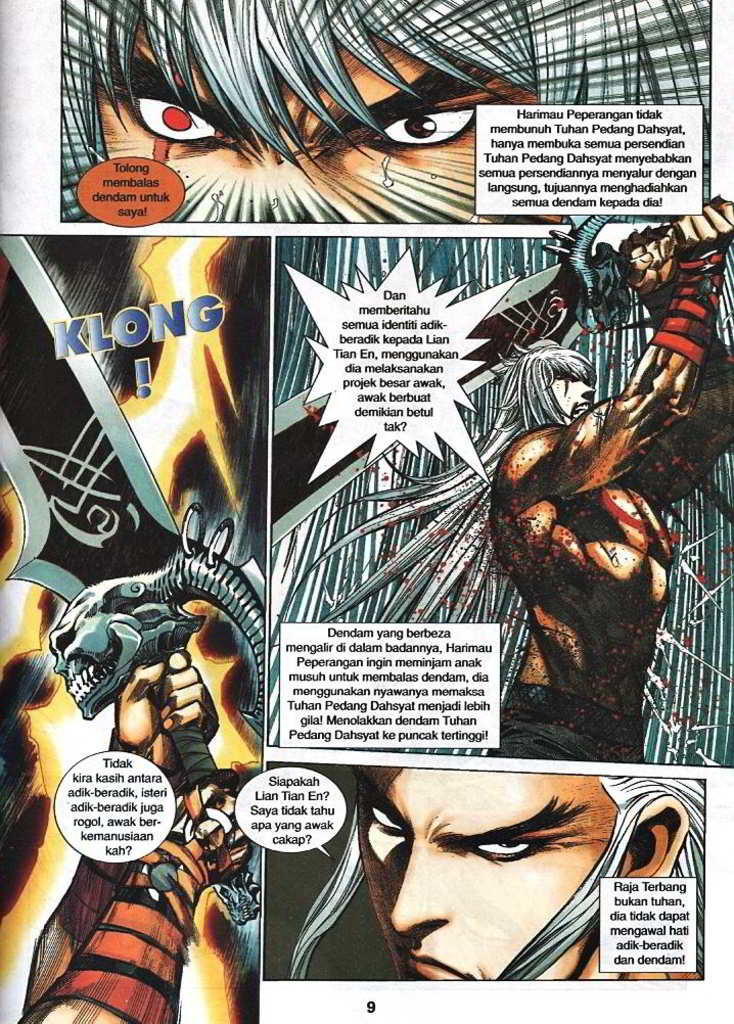 Tolong
membalas
dendam untuk
saya!
Harimau Peperangan tidak
membunuh Tuhan Pedang Dahsyat,
hanya membuka semua persendian
Tuhan Pedang Dahsyat menyebabkan
semua persendiannya menyalur dengan
langsung, tujuannya menghadiahkan
semua dendam kepada dia!
KLONG
!
Dan
memberitahu
semua identiti adik-
beradik kepada Lian
Tian En, menggunakan
dia melaksanakan
projek besar awak,
awak berbuat
demikian betul
tak?
Dendam yang berbeza
mengalir di dalam badannya, Harimau
Peperangan ingin meminjam anak
musuh untuk membalas dendam, dia
menggunakan nyawanya memaksa
Tuhan Pedang Dahsyat menjadi lebih
gila! Menolakkan dendam Tuhan
Pedang Dahsyat ke puncak tertinggi!
Tidak
kira kasih antara
adik-beradik, isteri
adik-beradik juga
rogol, awak ber-
kemanusiaan
kah?
Siapakah
Lian Tian En?
Saya tidak tahu
apa yang awak
cakap?
Raja Terbang
bukan tuhan,
dia tidak dapat
mengawal hati
adik-beradik
dan dendam!
9